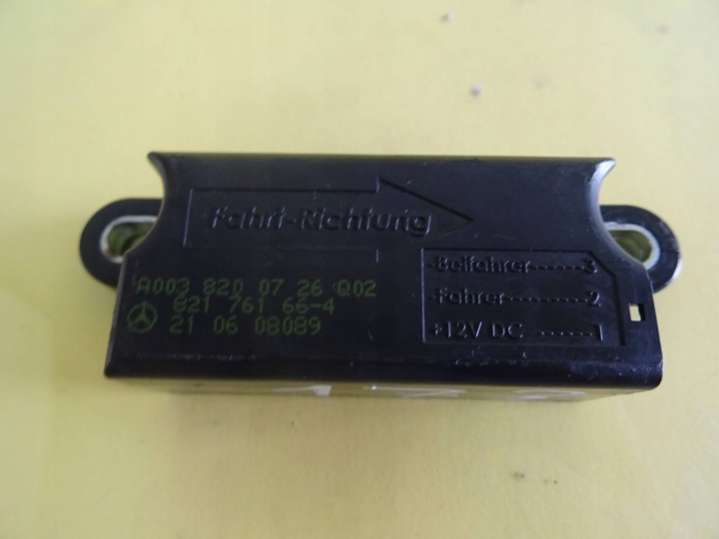 Fahrt-Richtung
A003 820 07 26 Q02
821 761 66-4
21 06 08089
Beifahrer......3
Fahrer......2
+12V DC ......1